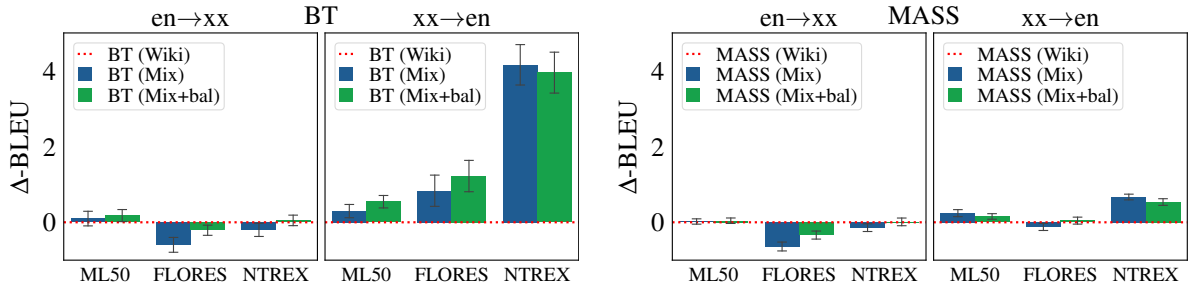 en→xx BT xx→en
Δ-BLEU
4
2
0
BT (Wiki)
BT (Mix)
BT (Mix+bal)
BT (Wiki)
BT (Mix)
BT (Mix+bal)
ML50 FLORES NTREX
ML50 FLORES NTREX
en→xx MASS xx→en
Δ-BLEU
4
2
0
MASS (Wiki)
MASS (Mix)
MASS (Mix+bal)
MASS (Wiki)
MASS (Mix)
MASS (Mix+bal)
ML50 FLORES NTREX
ML50 FLORES NTREX